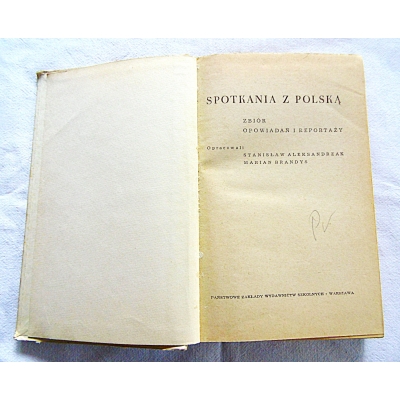 SPOTKANIA Z POLSKĄ
ZBIÓR
OPOWIADAŃ I REPORTAŻY
Opracowali
STANISŁAW ALEKSANDRZAK
MARIAN BRANDYS
PAŃSTWOWE ZAKŁADY WYDAWNICTW SZKOLNYCH • WARSZAWA